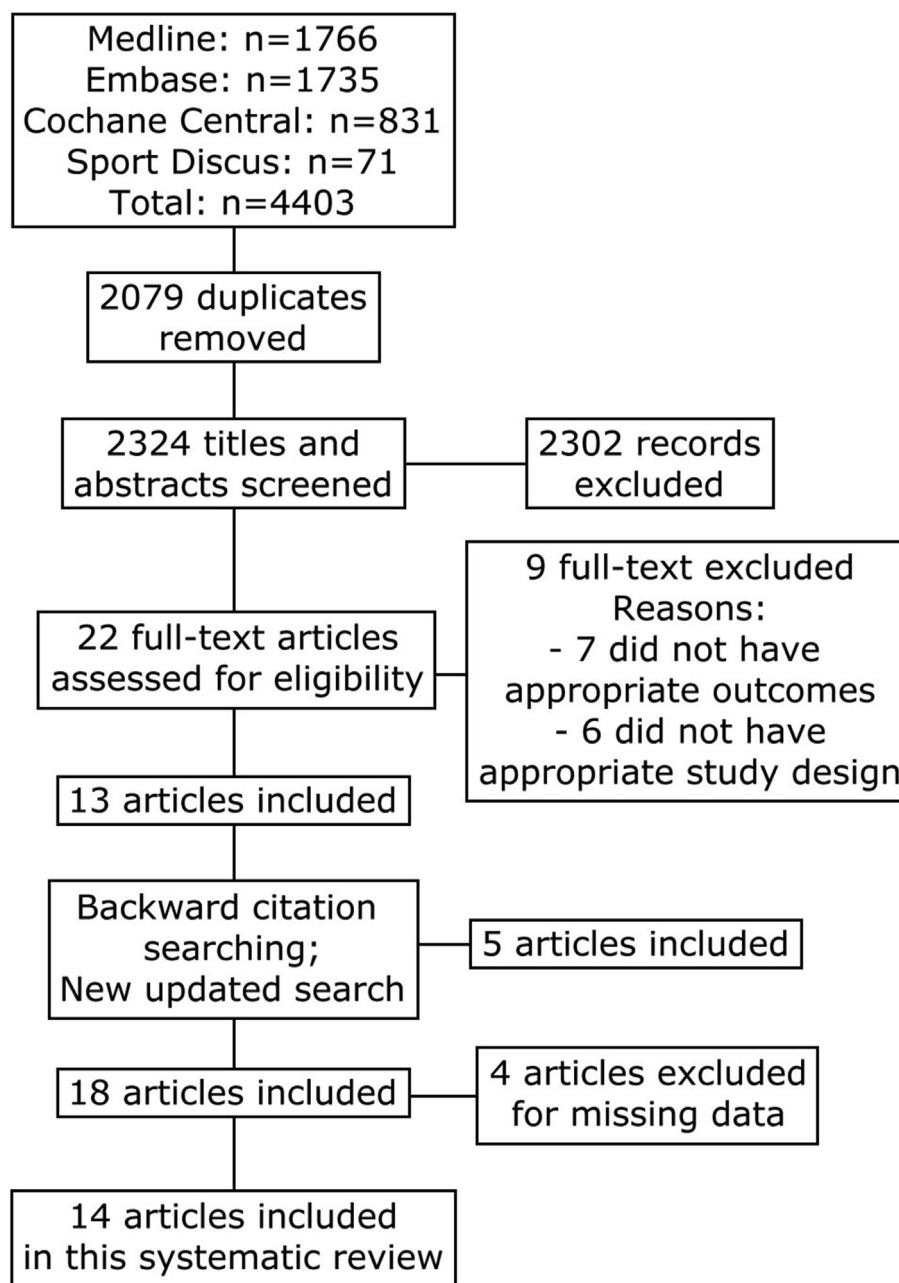 Medline: n=1766
Embase: n=1735
Cochane Central: n=831
Sport Discus: n=71
Total: n=4403
2079 duplicates
removed
2324 titles and
abstracts screened
2302 records
excluded
22 full-text articles
assessed for eligibility
9 full-text excluded
Reasons:
- 7 did not have
appropriate outcomes
- 6 did not have
appropriate study design
13 articles included
Backward citation
searching;
New updated search
5 articles included
18 articles included
4 articles excluded
for missing data
14 articles included
in this systematic review